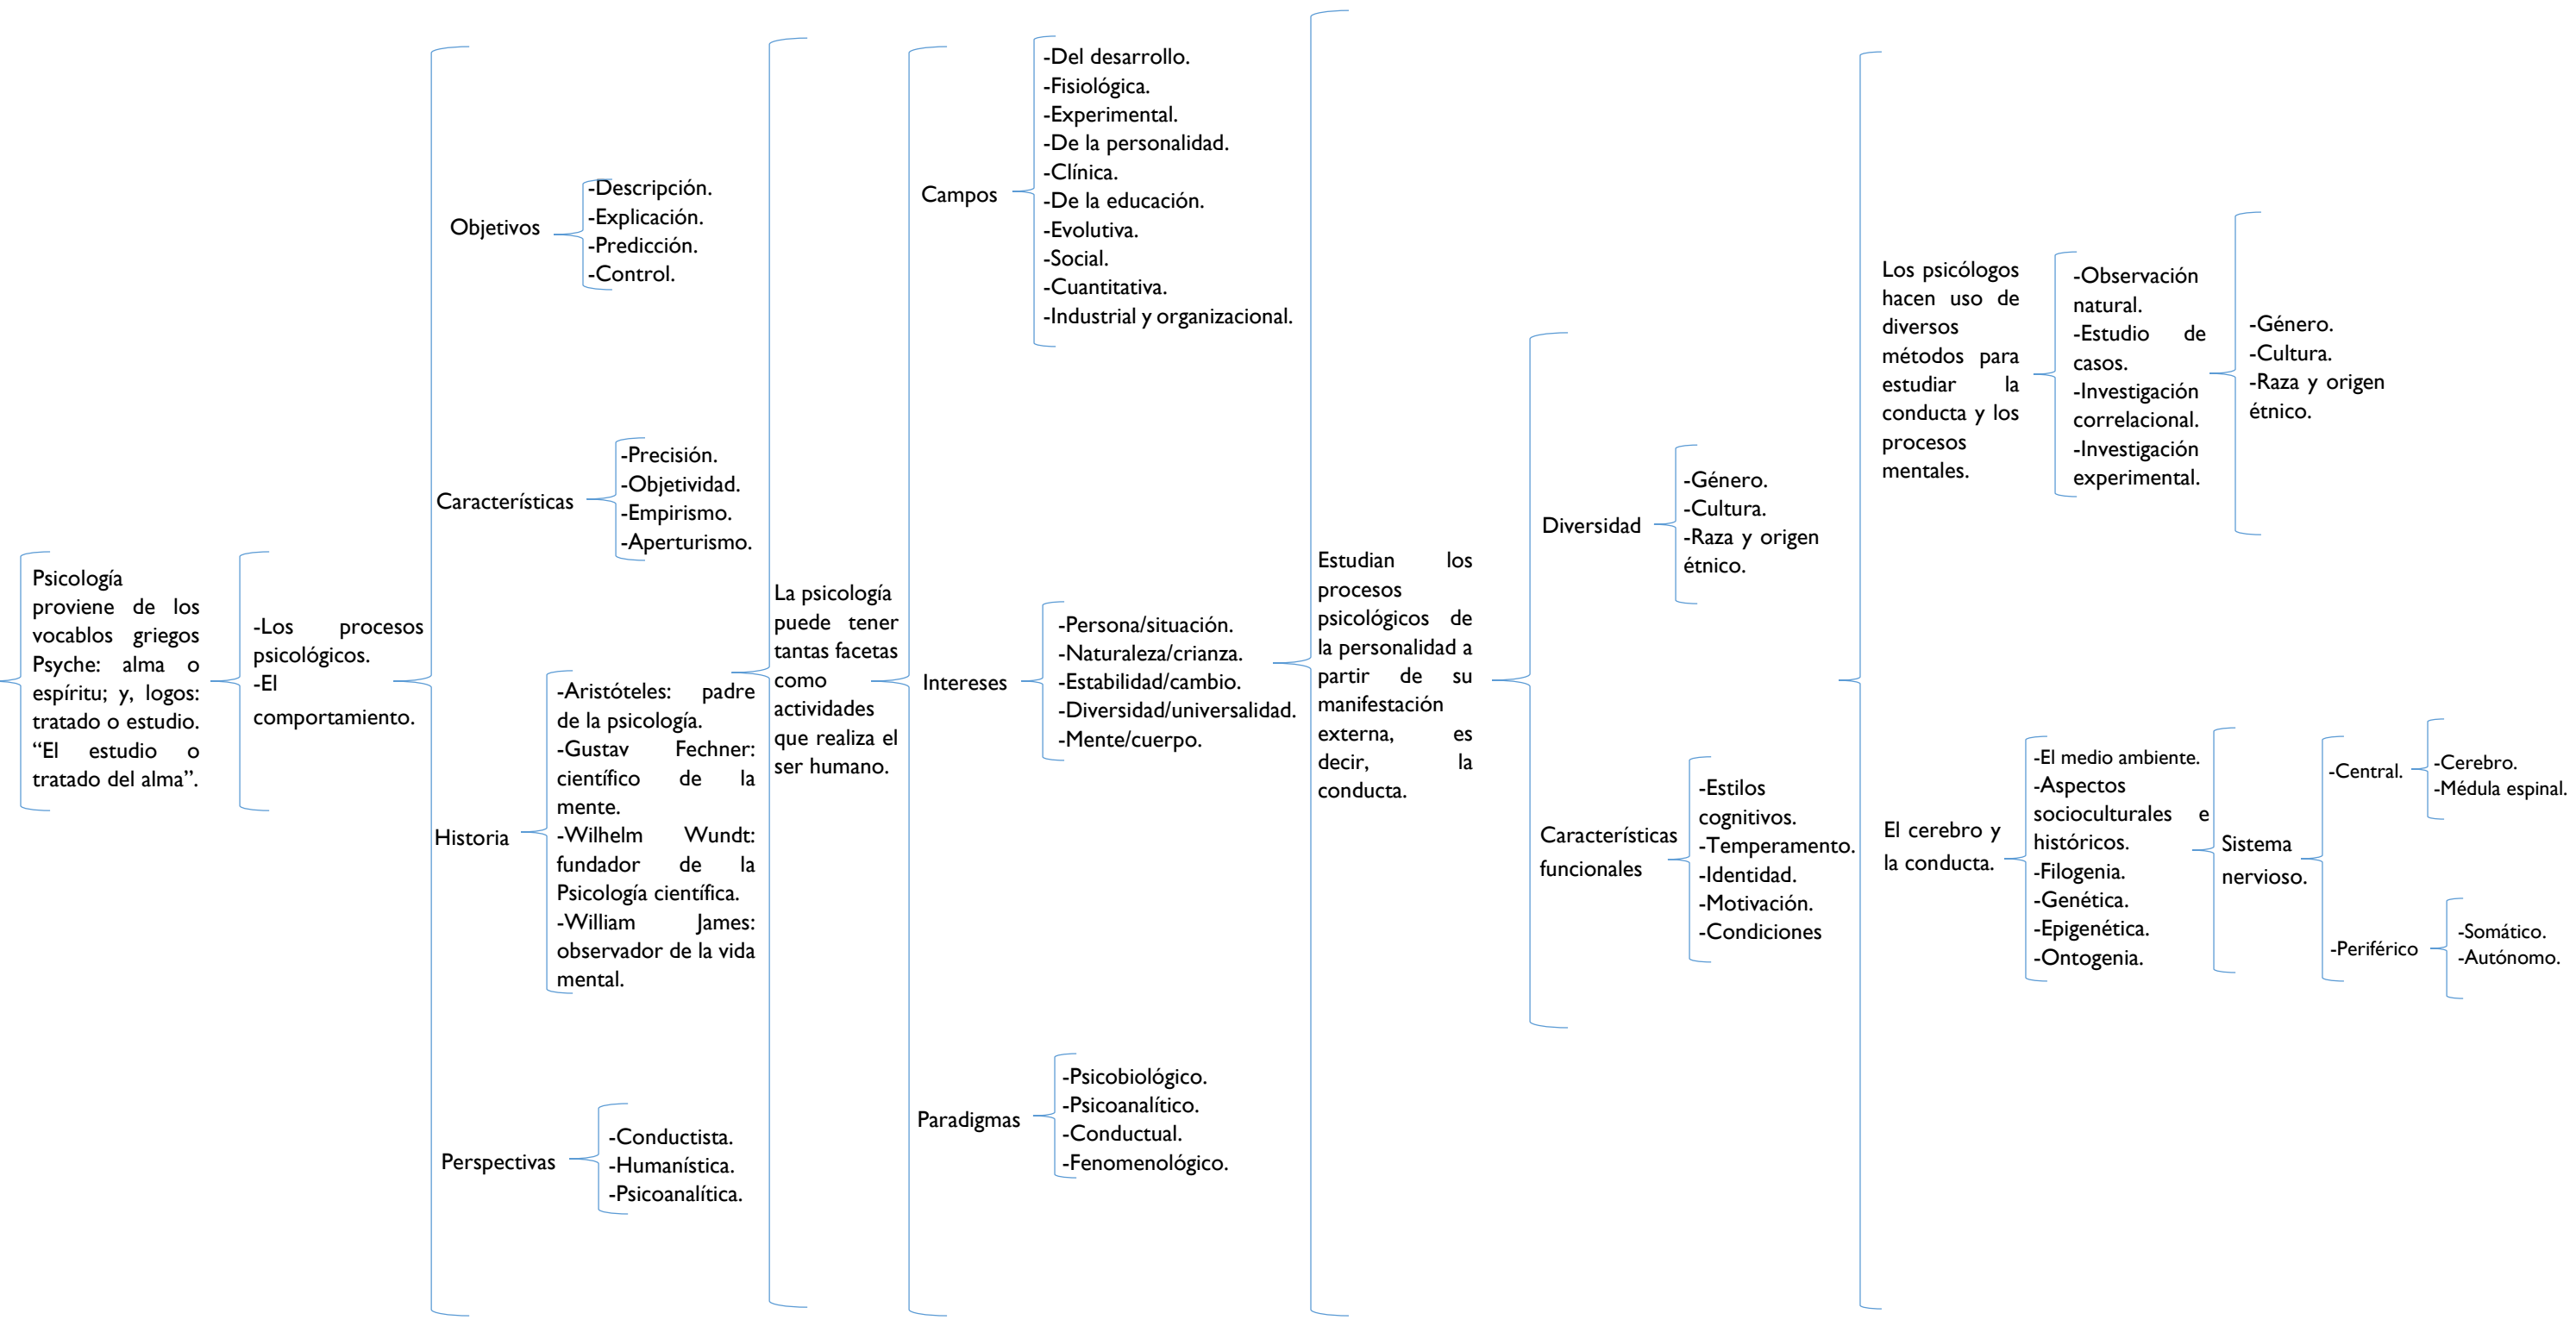 Psicología
proviene de los
vocablos griegos
Psyche: alma o
espíritu; y, logos:
tratado o estudio.
“El estudio o
tratado del alma”.
-Los procesos
psicológicos.
-El
comportamiento.
Objetivos
-Descripción.
-Explicación.
-Predicción.
-Control.
Características
-Precisión.
-Objetividad.
-Empirismo.
-Aperturismo.
Historia
-Aristóteles: padre
de la psicología.
-Gustav Fechner:
científico de la
mente.
-Wilhelm Wundt:
fundador de la
Psicología científica.
-William James:
observador de la vida
mental.
Perspectivas
-Conductista.
-Humanística.
-Psicoanalítica.
La psicología
puede tener
tantas facetas
como
actividades
que realiza el
ser humano.
Campos
-Del desarrollo.
-Fisiológica.
-Experimental.
-De la personalidad.
-Clínica.
-De la educación.
-Evolutiva.
-Social.
-Cuantitativa.
-Industrial y organizacional.
Intereses
-Persona/situación.
-Naturaleza/crianza.
-Estabilidad/cambio.
-Diversidad/universalidad.
-Mente/cuerpo.
Paradigmas
-Psicobiológico.
-Psicoanalítico.
-Conductual.
-Fenomenológico.
Estudian los
procesos
psicológicos de
la personalidad a
partir de su
manifestación
externa, es
decir, la
conducta.
Diversidad
-Género.
-Cultura.
-Raza y origen
étnico.
Características
funcionales
-Estilos
cognitivos.
-Temperamento.
-Identidad.
-Motivación.
-Condiciones
Los psicólogos
hacen uso de
diversos
métodos para
estudiar la
conducta y los
procesos
mentales.
-Observación
natural.
-Estudio de
casos.
-Investigación
correlacional.
-Investigación
experimental.
-Género.
-Cultura.
-Raza y origen
étnico.
El cerebro y
la conducta.
-El medio ambiente.
-Aspectos
socioculturales e
históricos.
-Filogenia.
-Genética.
-Epigenética.
-Ontogenia.
Sistema
nervioso.
-Central.
-Cerebro.
-Médula espinal.
-Periférico
-Somático.
-Autónomo.